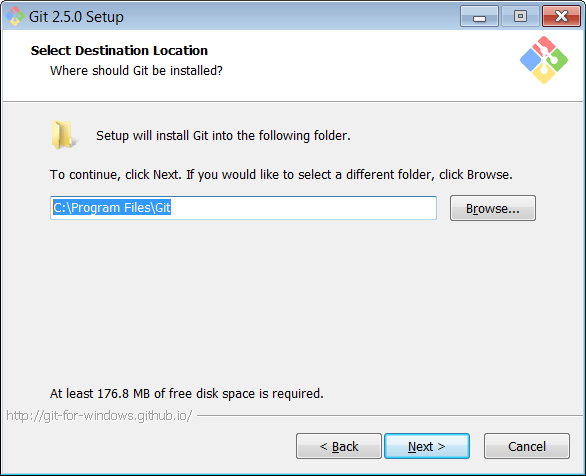 Git 2.5.0 Setup
Select Destination Location
Where should Git be installed?
Setup will install Git into the following folder.
To continue, click Next. If you would like to select a different folder, click Browse.
C:\Program Files\Git
Browse...
At least 176.8 MB of free disk space is required.
http://git-for-windows.github.io/
< Back
Next >
Cancel